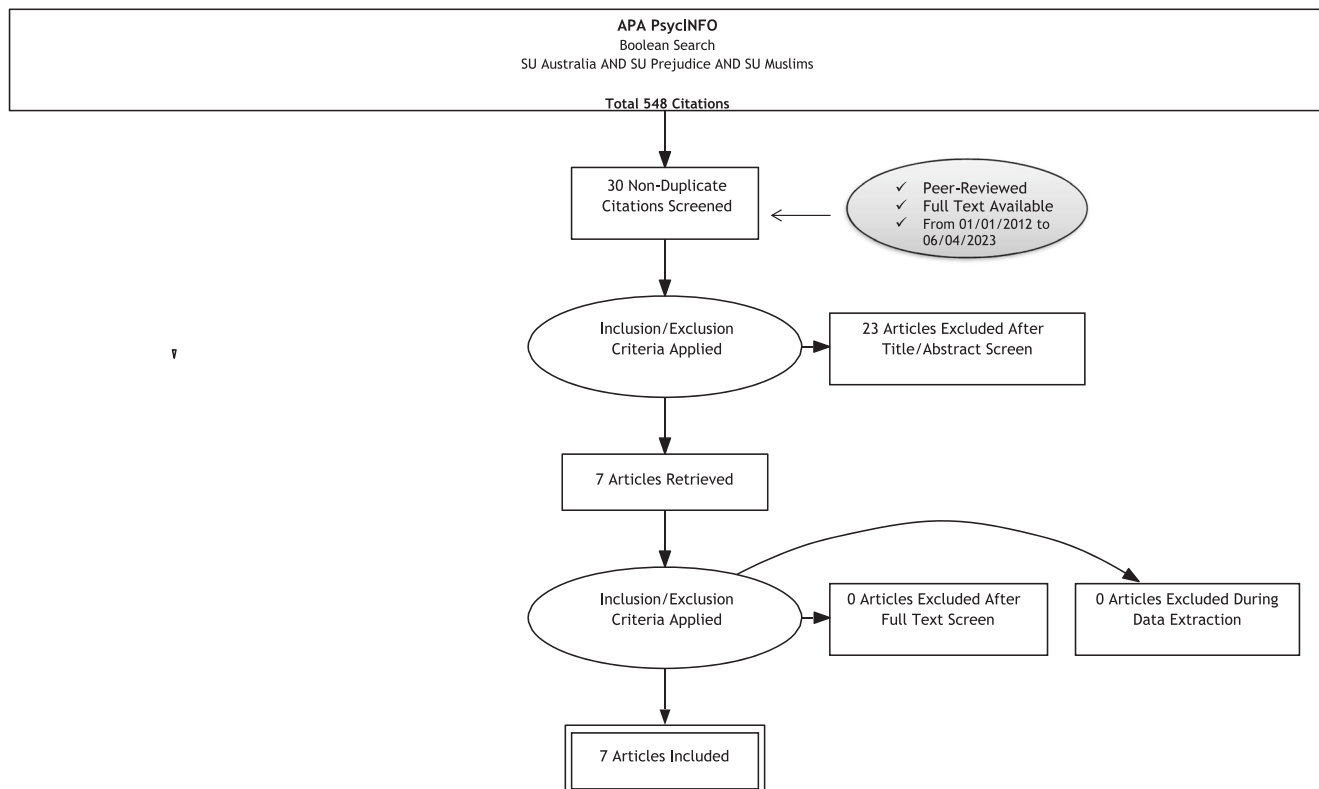 APA PsycINFO
Boolean Search
SU Australia AND SU Prejudice AND SU Muslims
Total 548 Citations
30 Non-Duplicate
Citations Screened
✓ Peer-Reviewed
✓ Full Text Available
✓ From 01/01/2012 to
06/04/2023
Inclusion/Exclusion
Criteria Applied
23 Articles Excluded After
Title/Abstract Screen
7 Articles Retrieved
Inclusion/Exclusion
Criteria Applied
0 Articles Excluded After
Full Text Screen
0 Articles Excluded During
Data Extraction
7 Articles Included